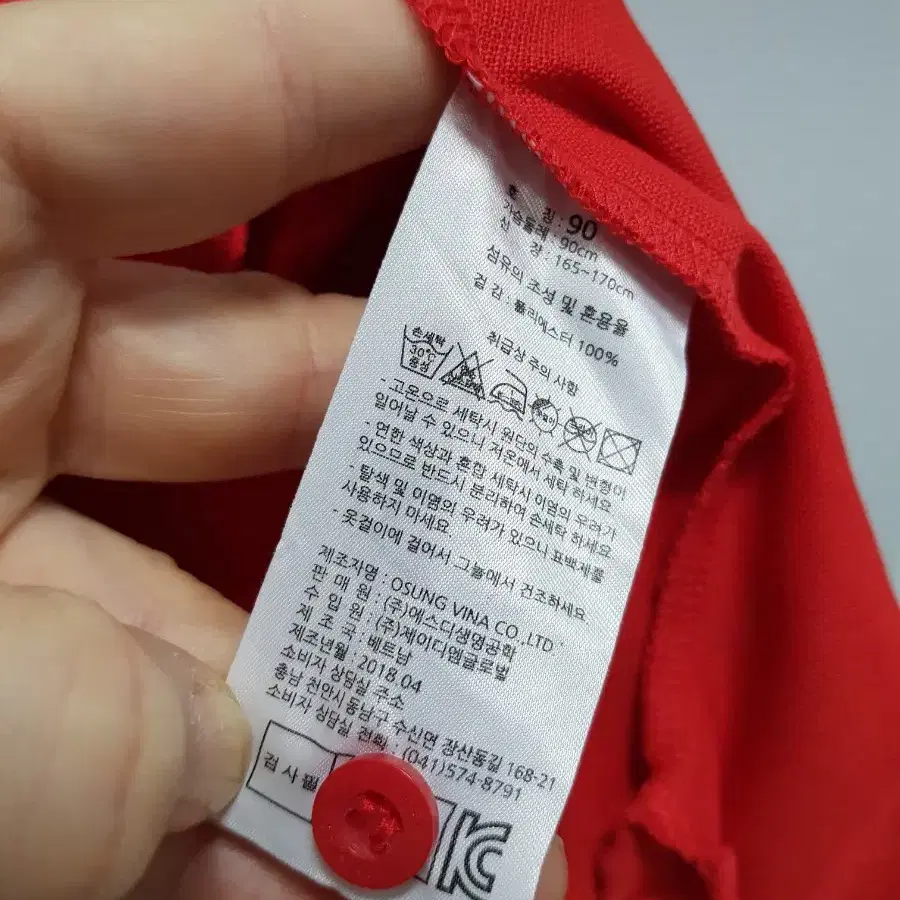 호 칭 : 90
가슴둘레 : 90cm
신 장 : 165~170cm
섬유의 조성 및 혼용율
겉 감 : 폴리에스터 100%
취급상 주의 사항
손세탁
30℃
중성
- 고온으로 세탁시 원단의 수축 및 변형이
일어날 수 있으니 저온에서 세탁 하세요
- 연한 색상과 혼합 세탁시 이염의 우려가
있으므로 반드시 분리하여 손세탁 하세요
- 탈색 및 이염의 우려가 있으니 표백제를
사용하지 마세요.
- 옷걸이에 걸어서 그늘에서 건조하세요
제조자명 : OSUNG VINA CO.,LTD
판 매 원 : (주)에스디생명공학
수 입 원 : (주)제이디엠글로벌
제 조 국 : 베트남
제조년월 : 2018.04
소비자 상담실 주소
충남 천안시 동남구 수신면 장산동길 168-21
소비자 상담실 전화 : (041)574-8791
검 사 필
KC